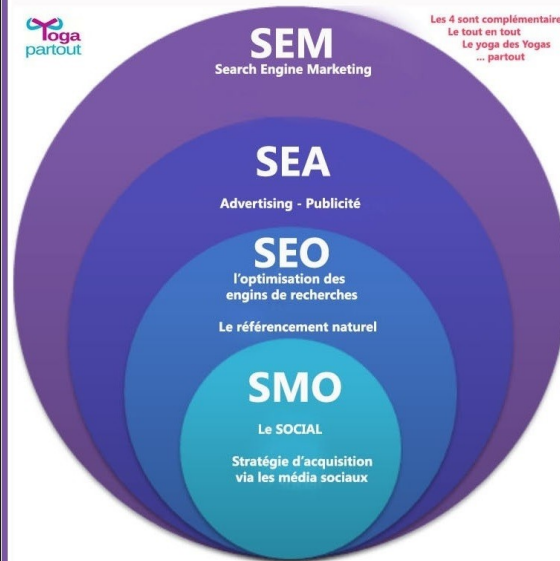 Yoga
partout
Les 4 sont complémentaire
Le tout en tout
Le yoga des Yogas
... partout
SEM
Search Engine Marketing
SEA
Advertising - Publicité
SEO
l'optimisation des
engins de recherches
Le référencement naturel
SMO
Le SOCIAL
Stratégie d'acquisition
via les média sociaux